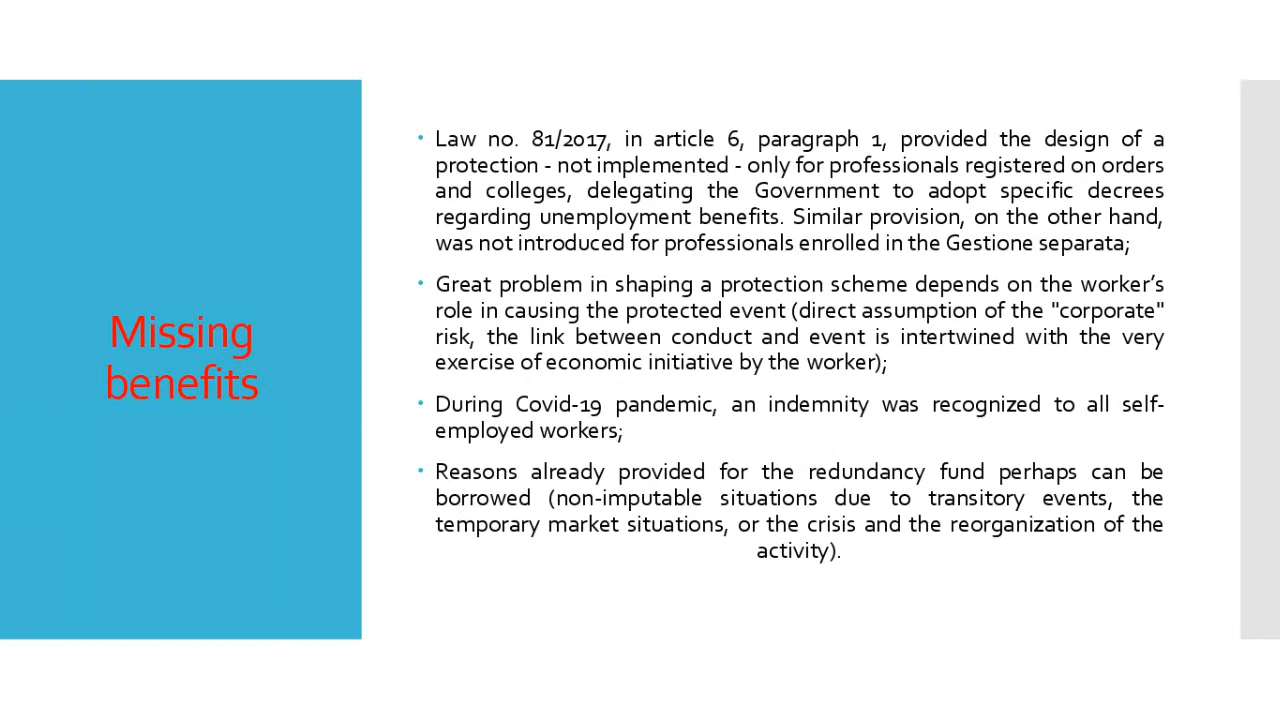 Missing
benefits
• Law no. 81/2017, in article 6, paragraph 1, provided the design of a
protection - not implemented - only for professionals registered on orders
and colleges, delegating the Government to adopt specific decrees
regarding unemployment benefits. Similar provision, on the other hand,
was not introduced for professionals enrolled in the Gestione separata;
• Great problem in shaping a protection scheme depends on the worker's
role in causing the protected event (direct assumption of the "corporate"
risk, the link between conduct and event is intertwined with the very
exercise of economic initiative by the worker);
• During Covid-19 pandemic, an indemnity was recognized to all self-
employed workers;
• Reasons already provided for the redundancy fund perhaps can be
borrowed (non-imputable situations due to transitory events, the
temporary market situations, or the crisis and the reorganization of the
activity).